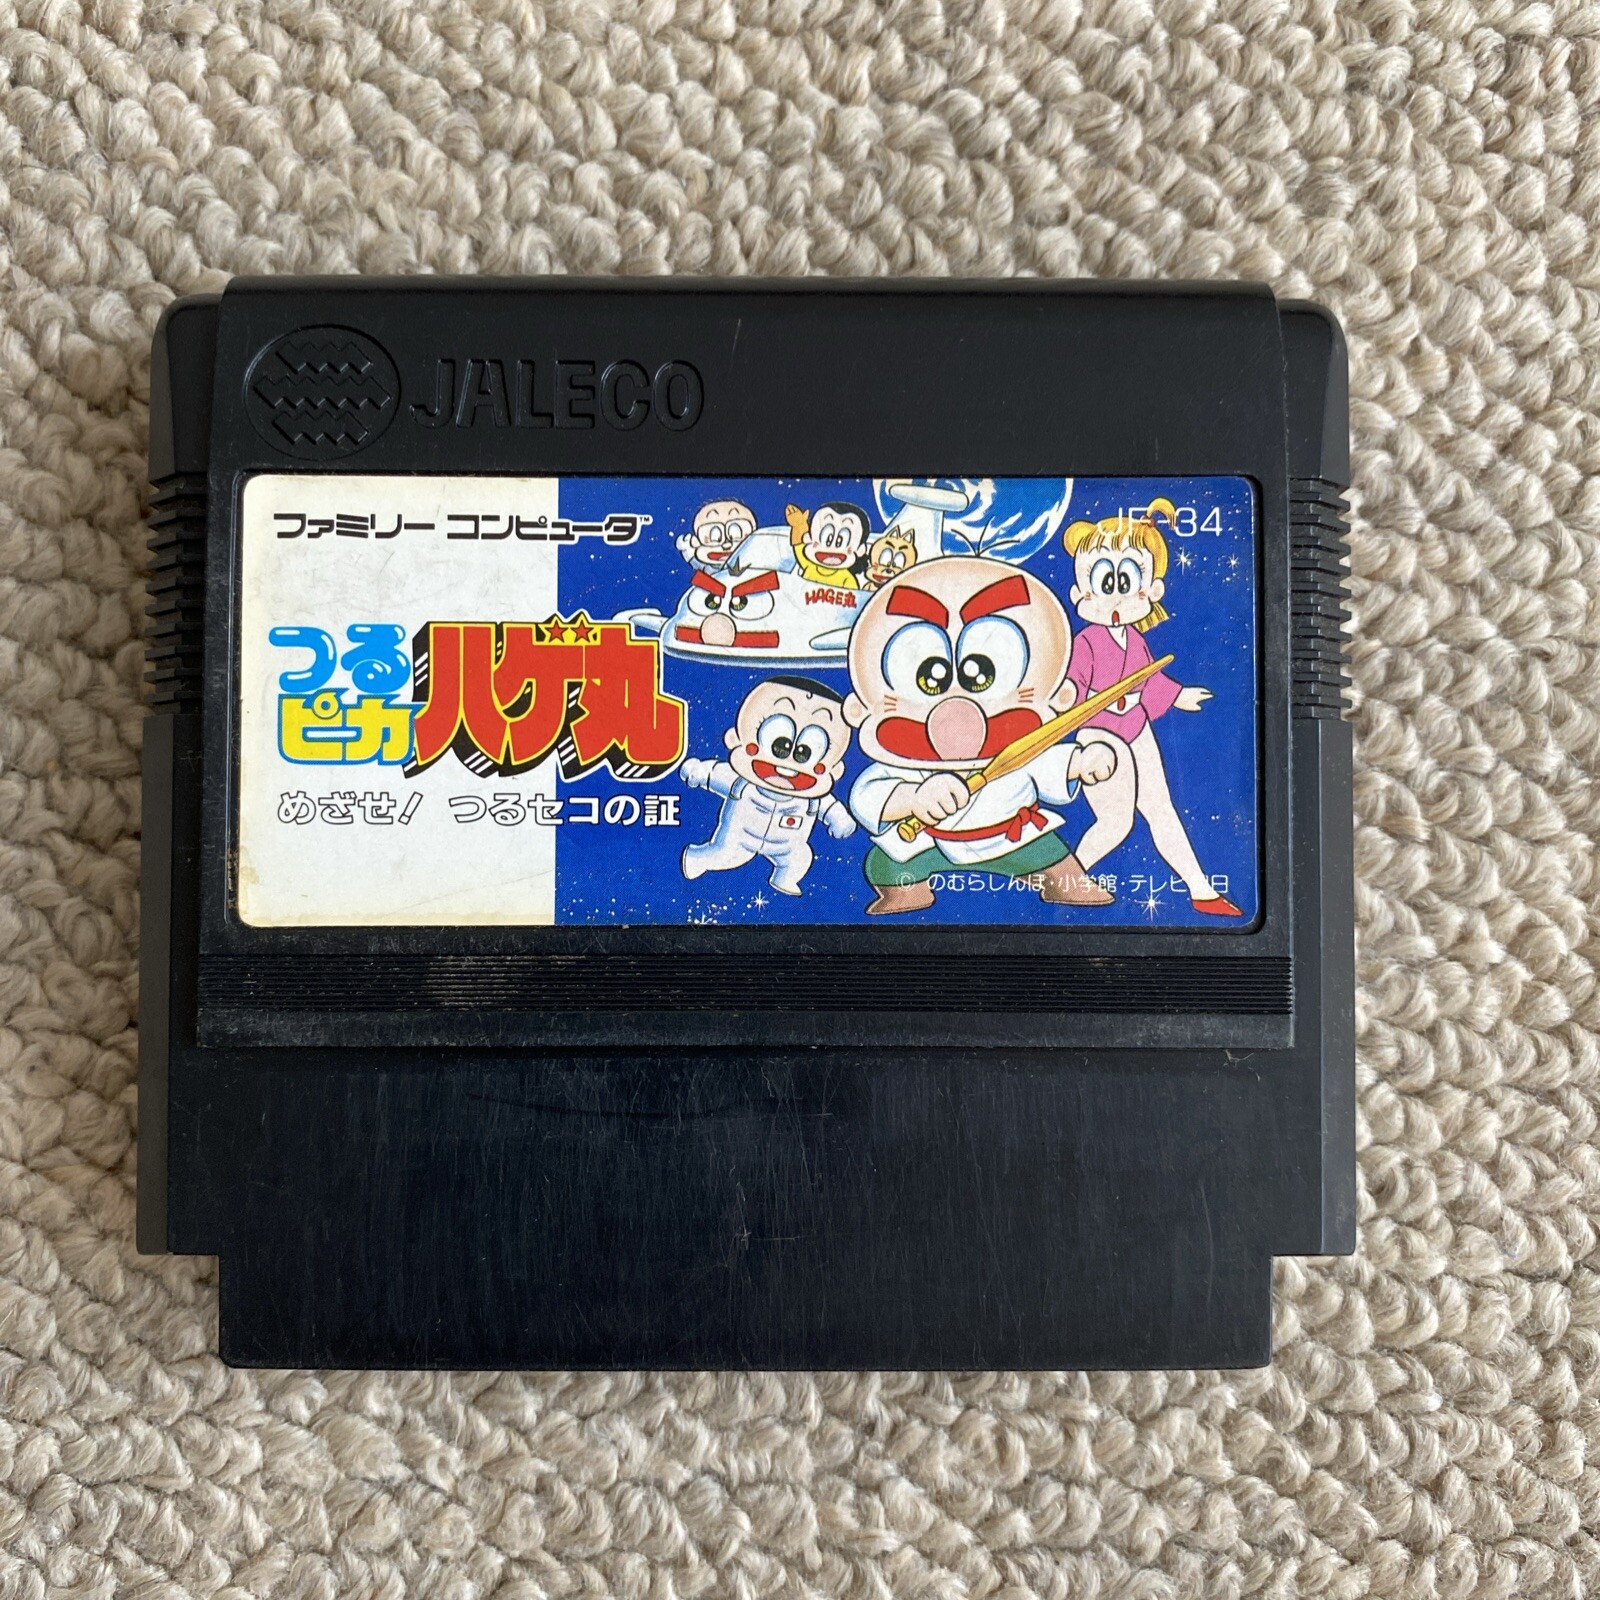 JALECO
ファミリー コンピュータ™
JF-34
HAGE丸
つるピカハゲ丸
めざせ! つるセコの証
© のむらしんぼ・小学館・テレビ朝日